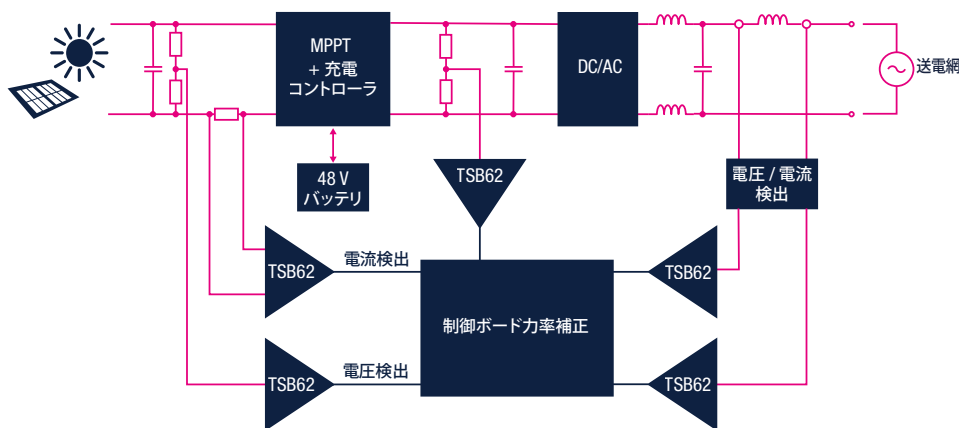 MPPT
+ 充電
コントローラ
DC/AC
送電網
48 V
バッテリ
TSB62
電圧 / 電流
検出
TSB62
電流検出
TSB62
制御ボード力率補正
TSB62
電圧検出
TSB62